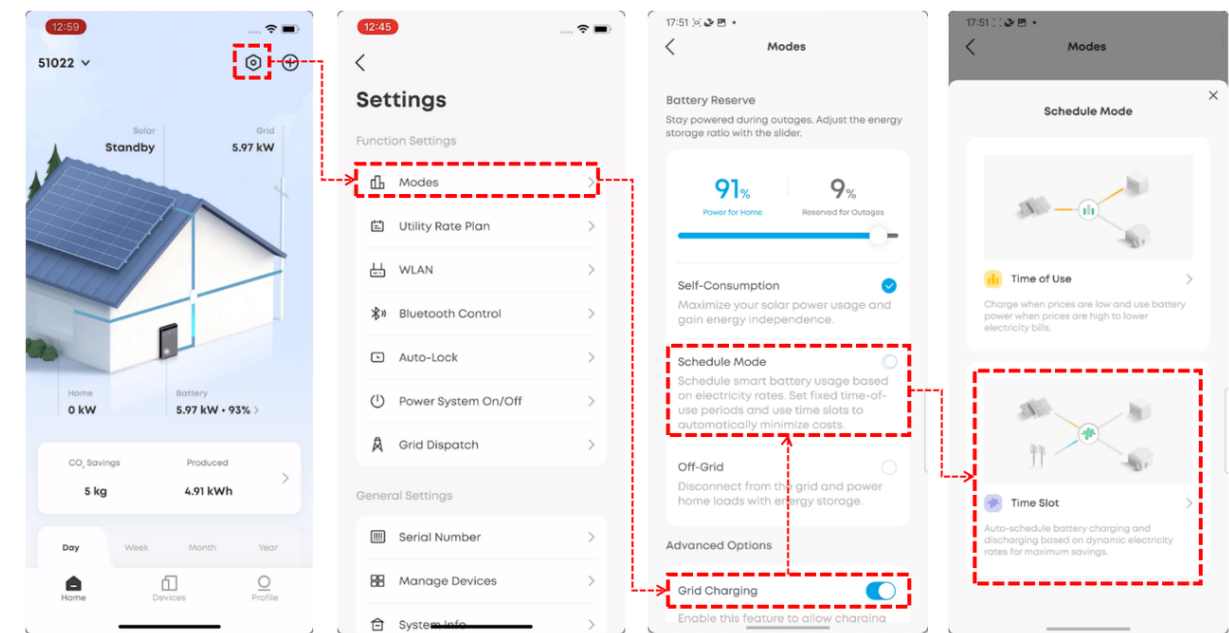 12:59
51022
Solar
Standby
Grid
5.97 kW
Home
0 kW
Battery
5.97 kW • 93% >
CO₂ Savings
5 kg
Produced
4.91 kWh
Day
Week
Month
Year
Home
Devices
Profile
12:45
Settings
Function Settings
Modes
Utility Rate Plan
WLAN
Bluetooth Control
Auto-Lock
Power System On/Off
Grid Dispatch
General Settings
Serial Number
Manage Devices
System Info
17:51
Modes
Battery Reserve
Stay powered during outages. Adjust the energy
storage ratio with the slider.
91%
Power for Home
9%
Reserved for Outages
Self-Consumption
Maximize your solar power usage and
gain energy independence.
Schedule Mode
Schedule smart battery usage based
on electricity rates. Set fixed time-of-
use periods and use time slots to
automatically minimize costs.
Off-Grid
Disconnect from the grid and power
home loads with energy storage.
Advanced Options
Grid Charging
Enable this feature to allow charging
17:51
Modes
Schedule Mode
Time of Use
Charge when prices are low and use battery
power when prices are high to lower
electricity bills.
Time Slot
Auto-schedule battery charging and
discharging based on dynamic electricity
rates for maximum savings.